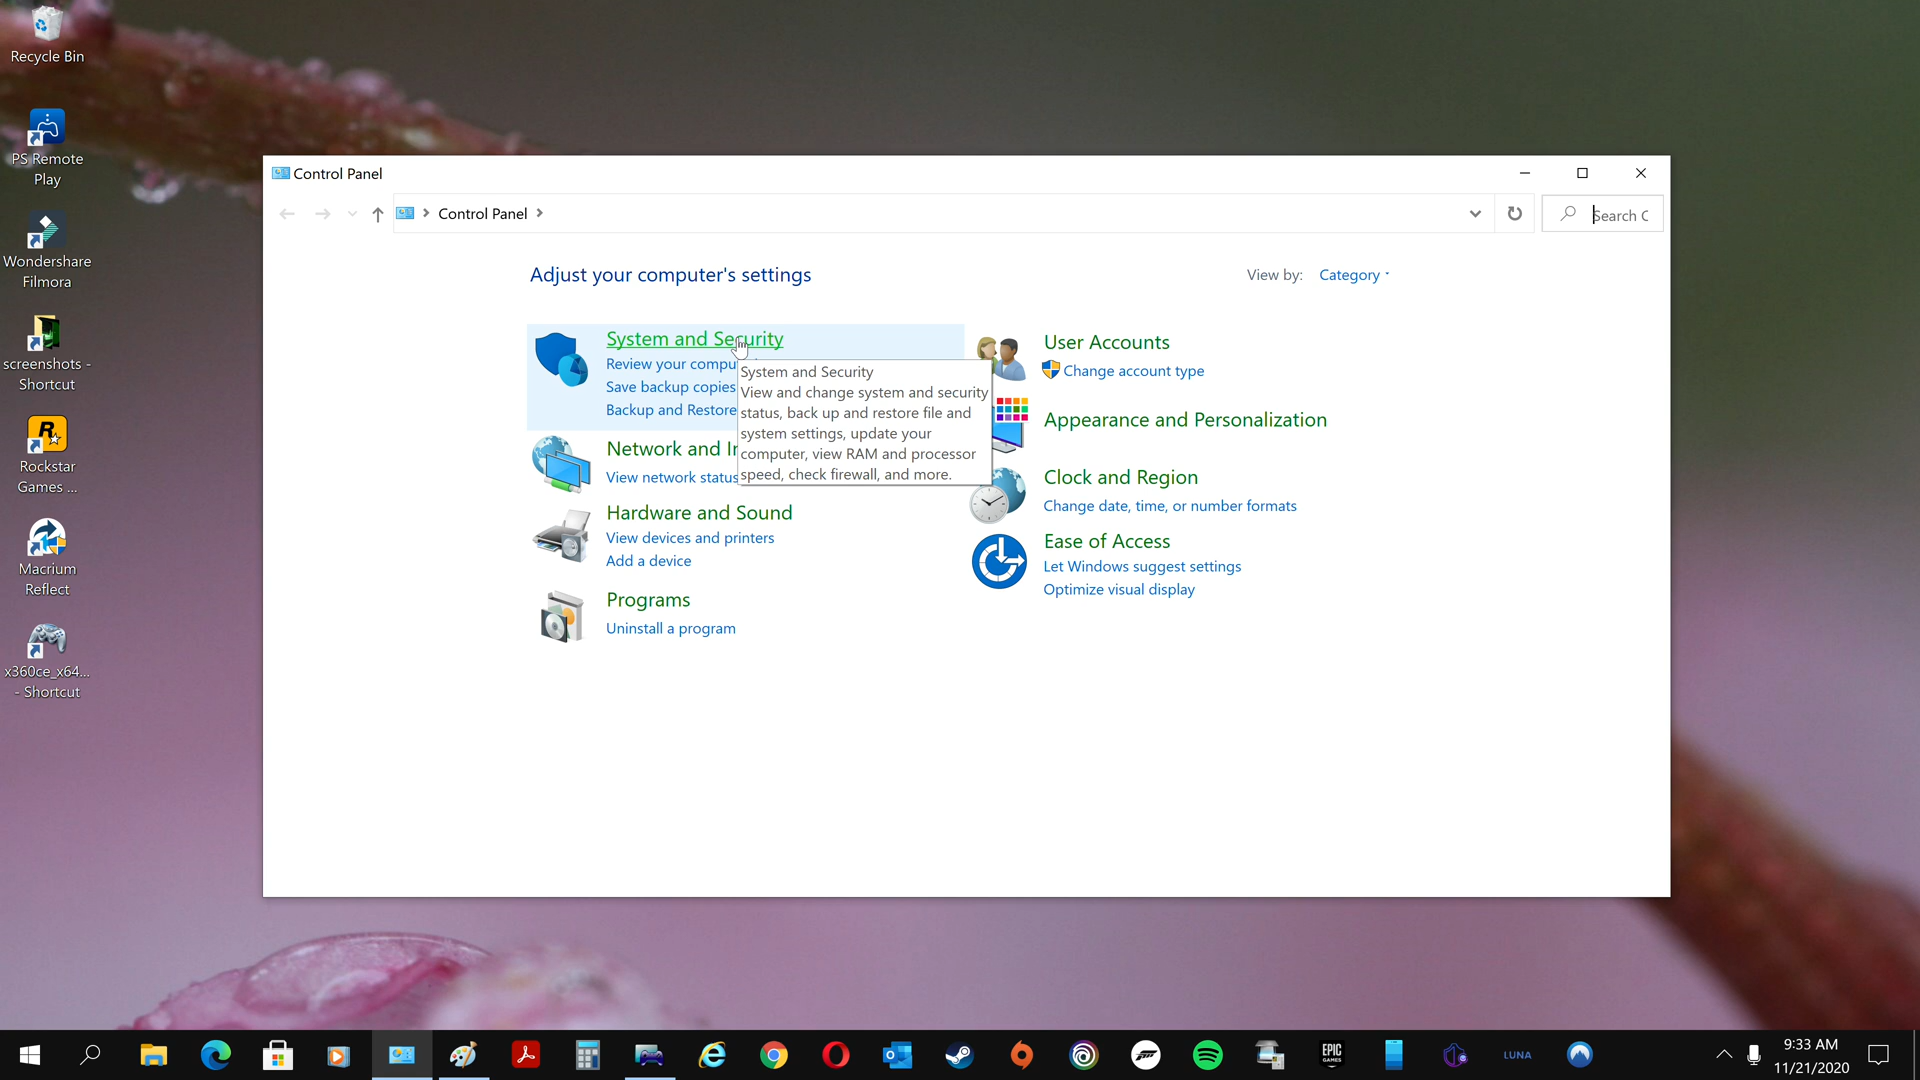 Recycle Bin
PS Remote
Play
Wondershare
Filmora
screenshots -
Shortcut
Rockstar
Games ...
Macrium
Reflect
x360ce_x64...
- Shortcut
Control Panel
Control Panel
Search C
Adjust your computer's settings
View by: Category
System and Security
Review your compu
Save backup copies
Backup and Restore
System and Security
View and change system and security
status, back up and restore file and
system settings, update your
computer, view RAM and processor
speed, check firewall, and more.
Network and In
View network status
Hardware and Sound
View devices and printers
Add a device
Programs
Uninstall a program
User Accounts
Change account type
Appearance and Personalization
Clock and Region
Change date, time, or number formats
Ease of Access
Let Windows suggest settings
Optimize visual display
EPIC
GAMES
LUNA
9:33 AM
11/21/2020